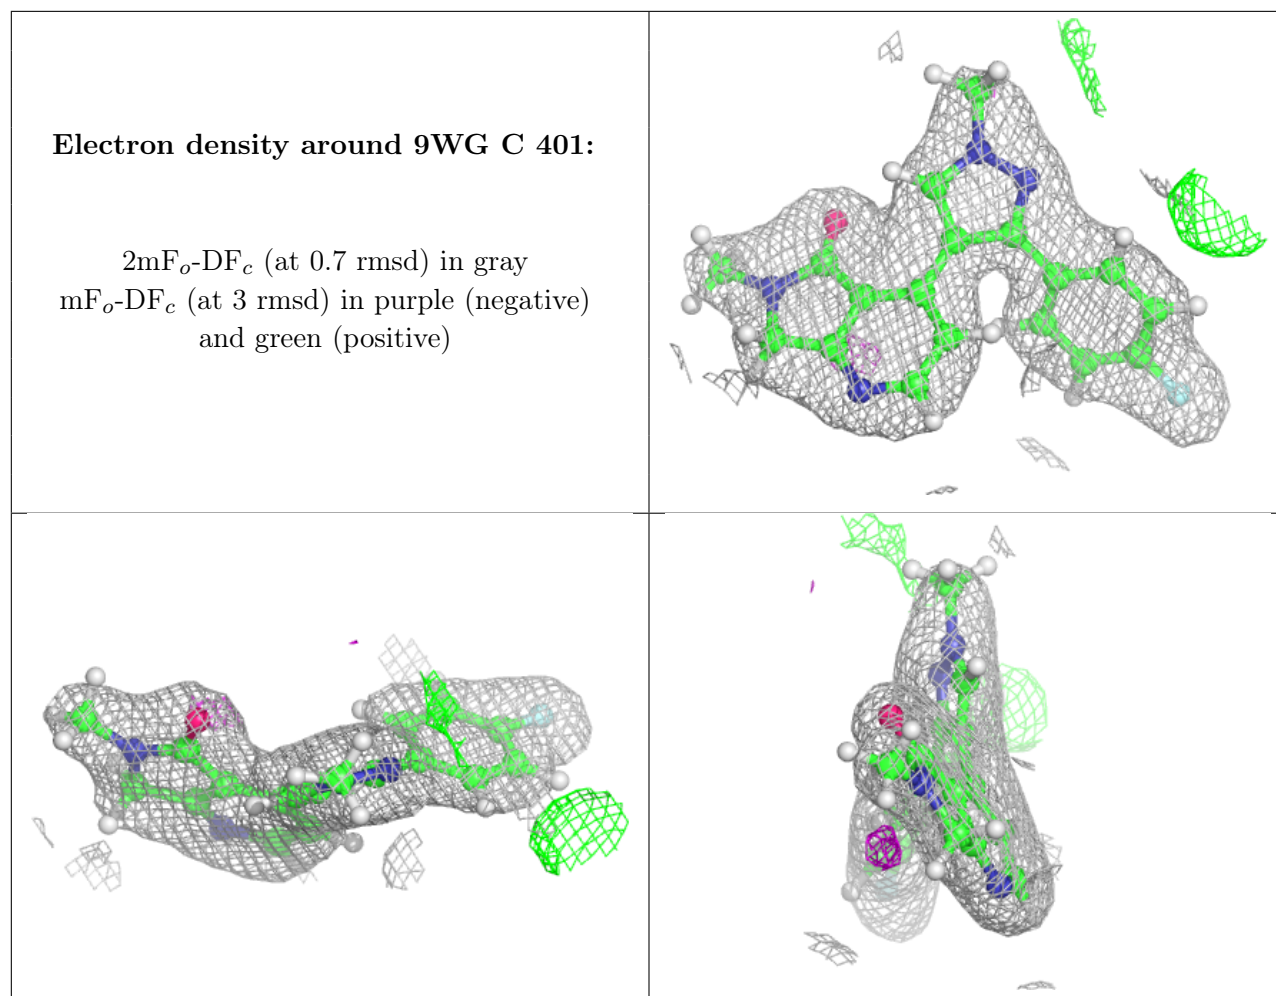 Electron density around 9WG C 401:
2mFo-DFc (at 0.7 rmsd) in gray
mFo-DFc (at 3 rmsd) in purple (negative)
and green (positive)